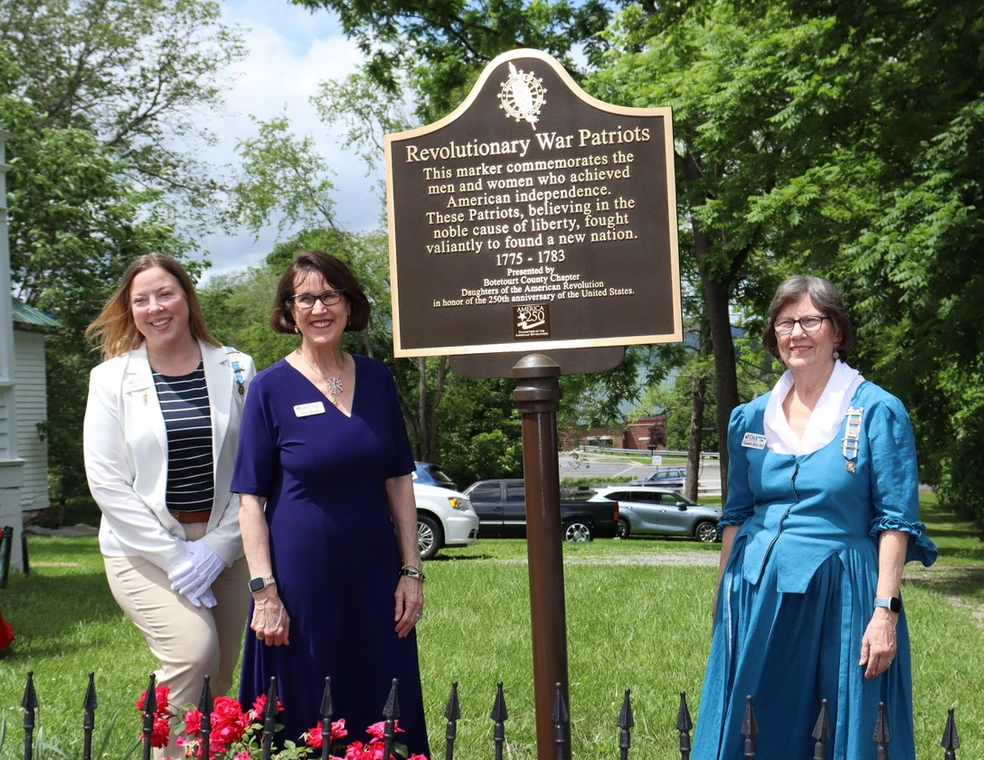 Revolutionary War Patriots
This marker commemorates the
men and women who achieved
American independence.
These Patriots, believing in the
noble cause of liberty, fought
valiantly to found a new nation.
1775 - 1783
Presented by
Botetourt County Chapter
Daughters of the American Revolution
in honor of the 250th anniversary of the United States.
AMERICA
250